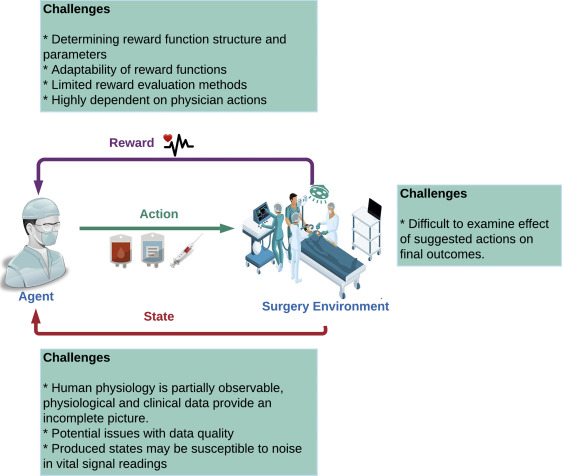 Challenges
* Determining reward function structure and
parameters
* Adaptability of reward functions
* Limited reward evaluation methods
* Highly dependent on physician actions
Reward
Action
Agent
Surgery Environment
State
Challenges
* Difficult to examine effect
of suggested actions on
final outcomes.
Challenges
* Human physiology is partially observable,
physiological and clinical data provide an
incomplete picture.
* Potential issues with data quality
* Produced states may be susceptible to noise
in vital signal readings